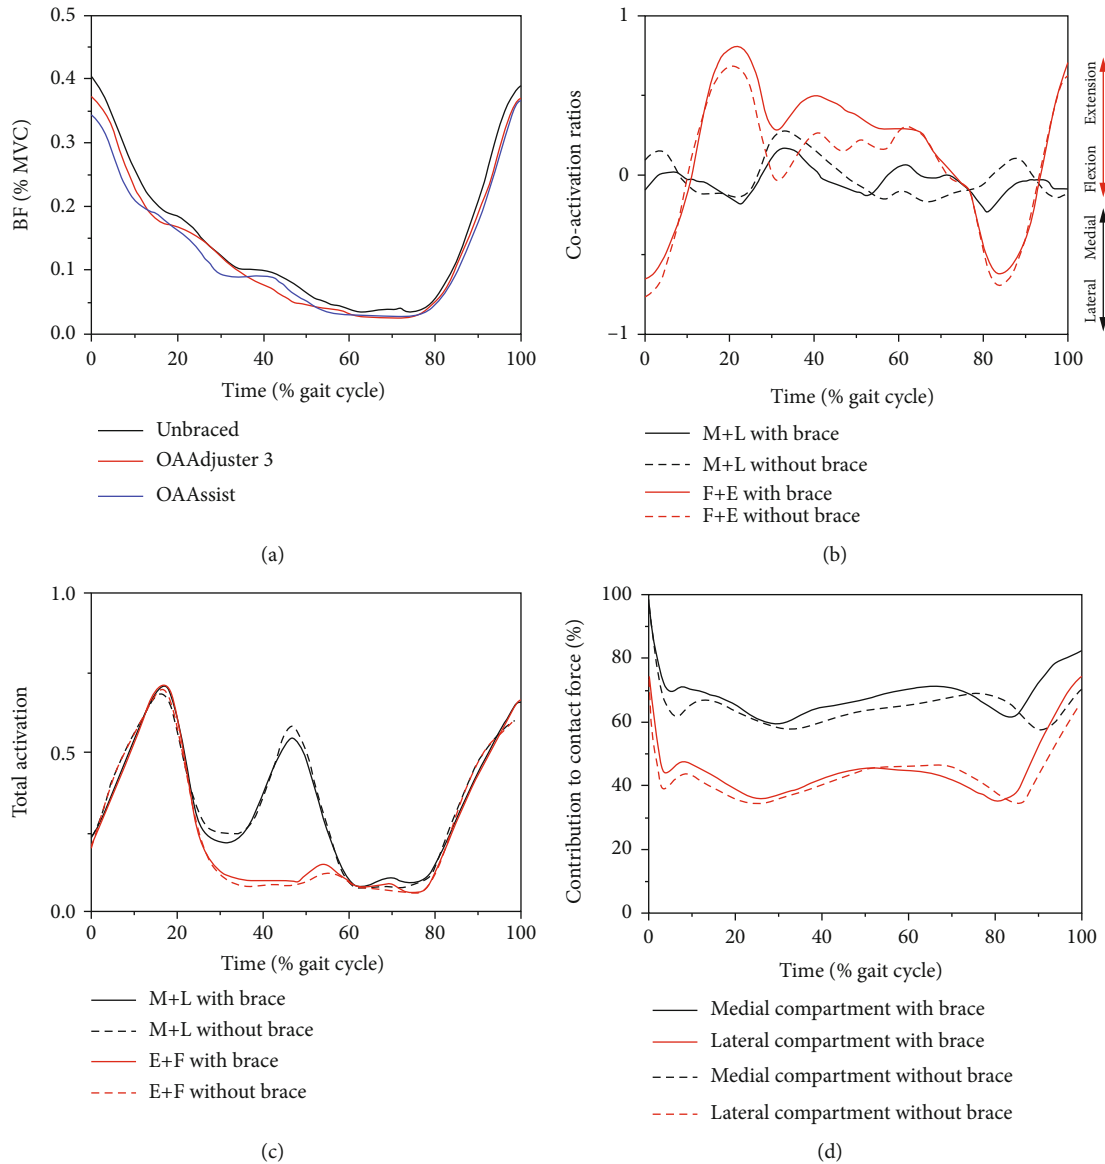 0.5
0.4
0.3
0.2
0.1
0.0
BF (% MVC)
0 20 40 60 80 100
Time (% gait cycle)
Unbraced
OAAdjuster 3
OAAssist
(a)
1
0
−1
Co-activation ratios
0 20 40 60 80 100
Time (% gait cycle)
Extension
Flexion
Medial
Lateral
M+L with brace
M+L without brace
F+E with brace
F+E without brace
(b)
1.0
0.5
0.0
Total activation
0 20 40 60 80 100
Time (% gait cycle)
M+L with brace
M+L without brace
E+F with brace
E+F without brace
(c)
100
80
60
40
20
0
Contribution to contact force (%)
0 20 40 60 80 100
Time (% gait cycle)
Medial compartment with brace
Lateral compartment with brace
Medial compartment without brace
Lateral compartment without brace
(d)